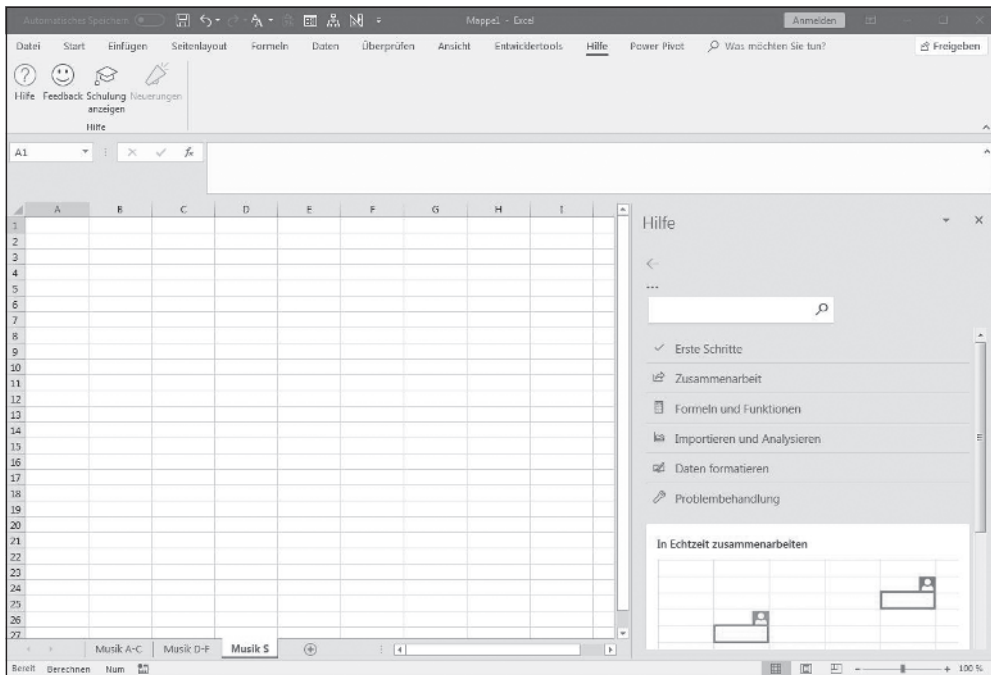 Automatisches Speichern Mappe1 - Excel Anmelden
Datei Start Einfügen Seitenlayout Formeln Daten Überprüfen Ansicht Entwicklertools Hilfe Power Pivot Was möchten Sie tun? Freigeben
Hilfe Feedback Schulung anzeigen Neuerungen
Hilfe
A1 fx
A B C D E F G H I
Hilfe
1
2
3
4
5
6
7
8
9
10
11
12
13
14
15
16
17
18
19
20
21
22
23
24
25
26
27
...
Erste Schritte
Zusammenarbeit
Formeln und Funktionen
Importieren und Analysieren
Daten formatieren
Problembehandlung
In Echtzeit zusammenarbeiten
Musik A-C Musik D-F Musik S
Bereit Berechnen Num 100 %